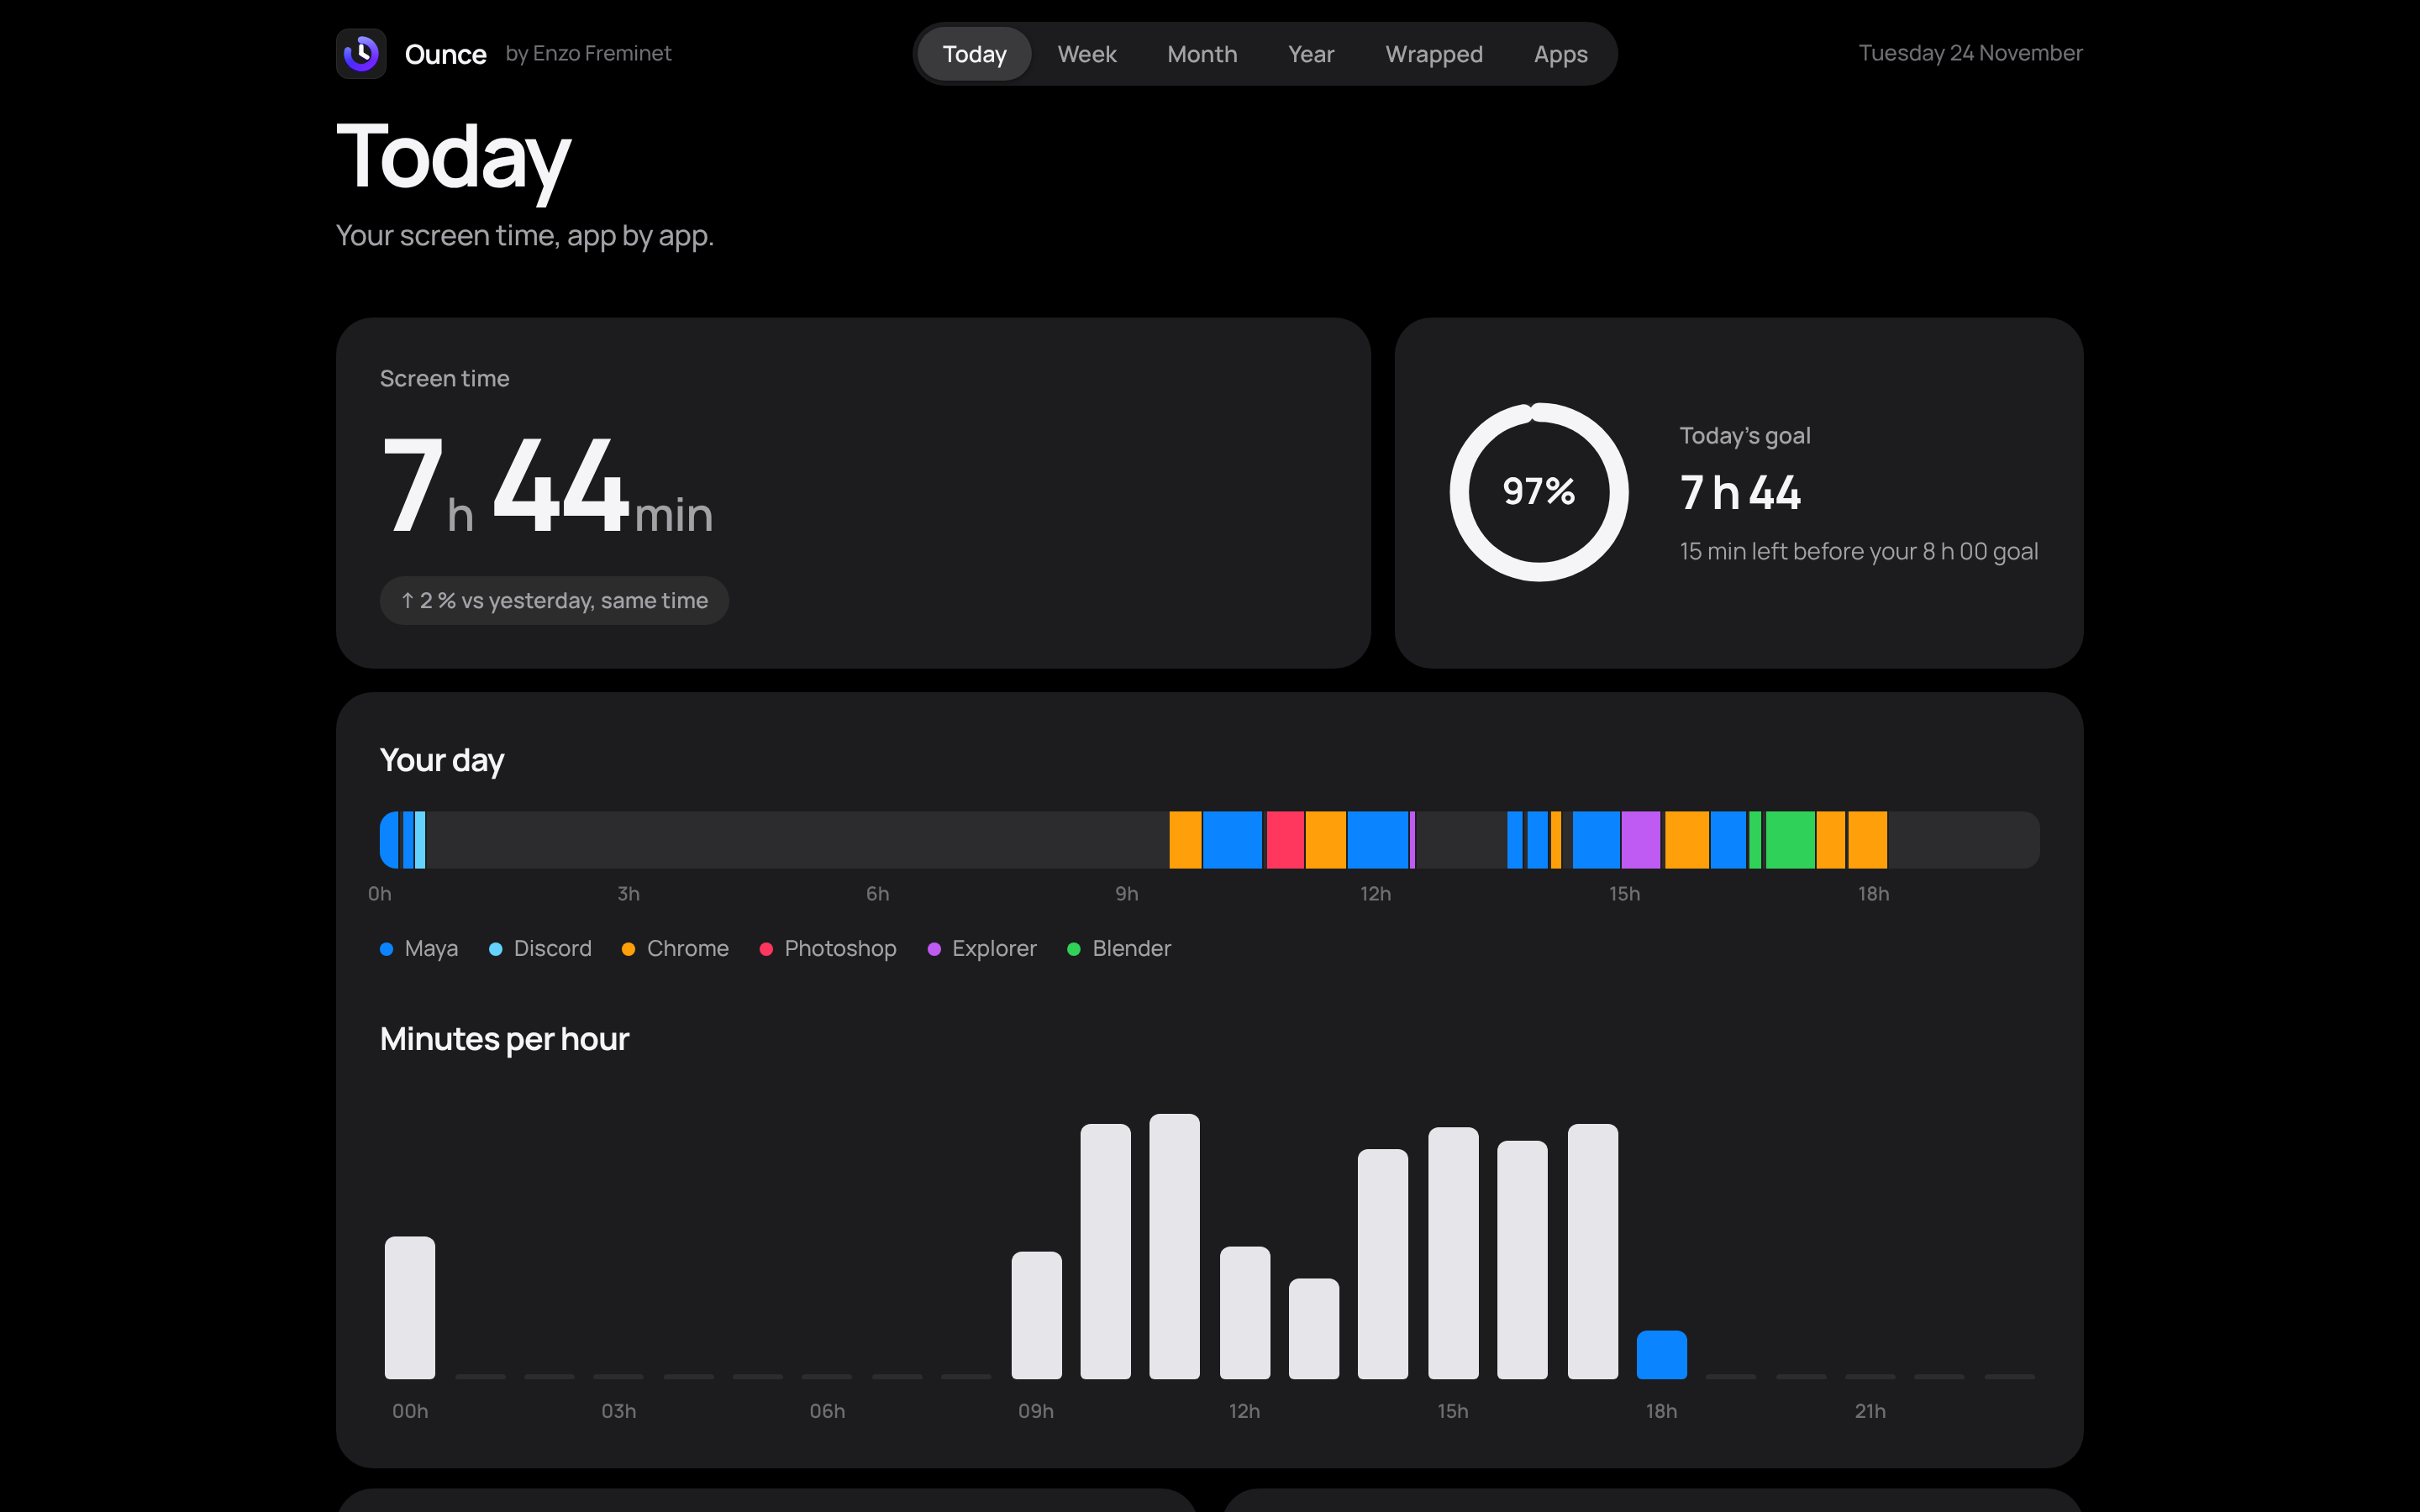 Ounce by Enzo Freminet
Today Week Month Year Wrapped Apps
Tuesday 24 November
Today
Your screen time, app by app.
Screen time
7 h 44 min
↑ 2 % vs yesterday, same time
97%
Today's goal
7 h 44
15 min left before your 8 h 00 goal
Your day
0h 3h 6h 9h 12h 15h 18h
Maya Discord Chrome Photoshop Explorer Blender
Minutes per hour
00h 03h 06h 09h 12h 15h 18h 21h